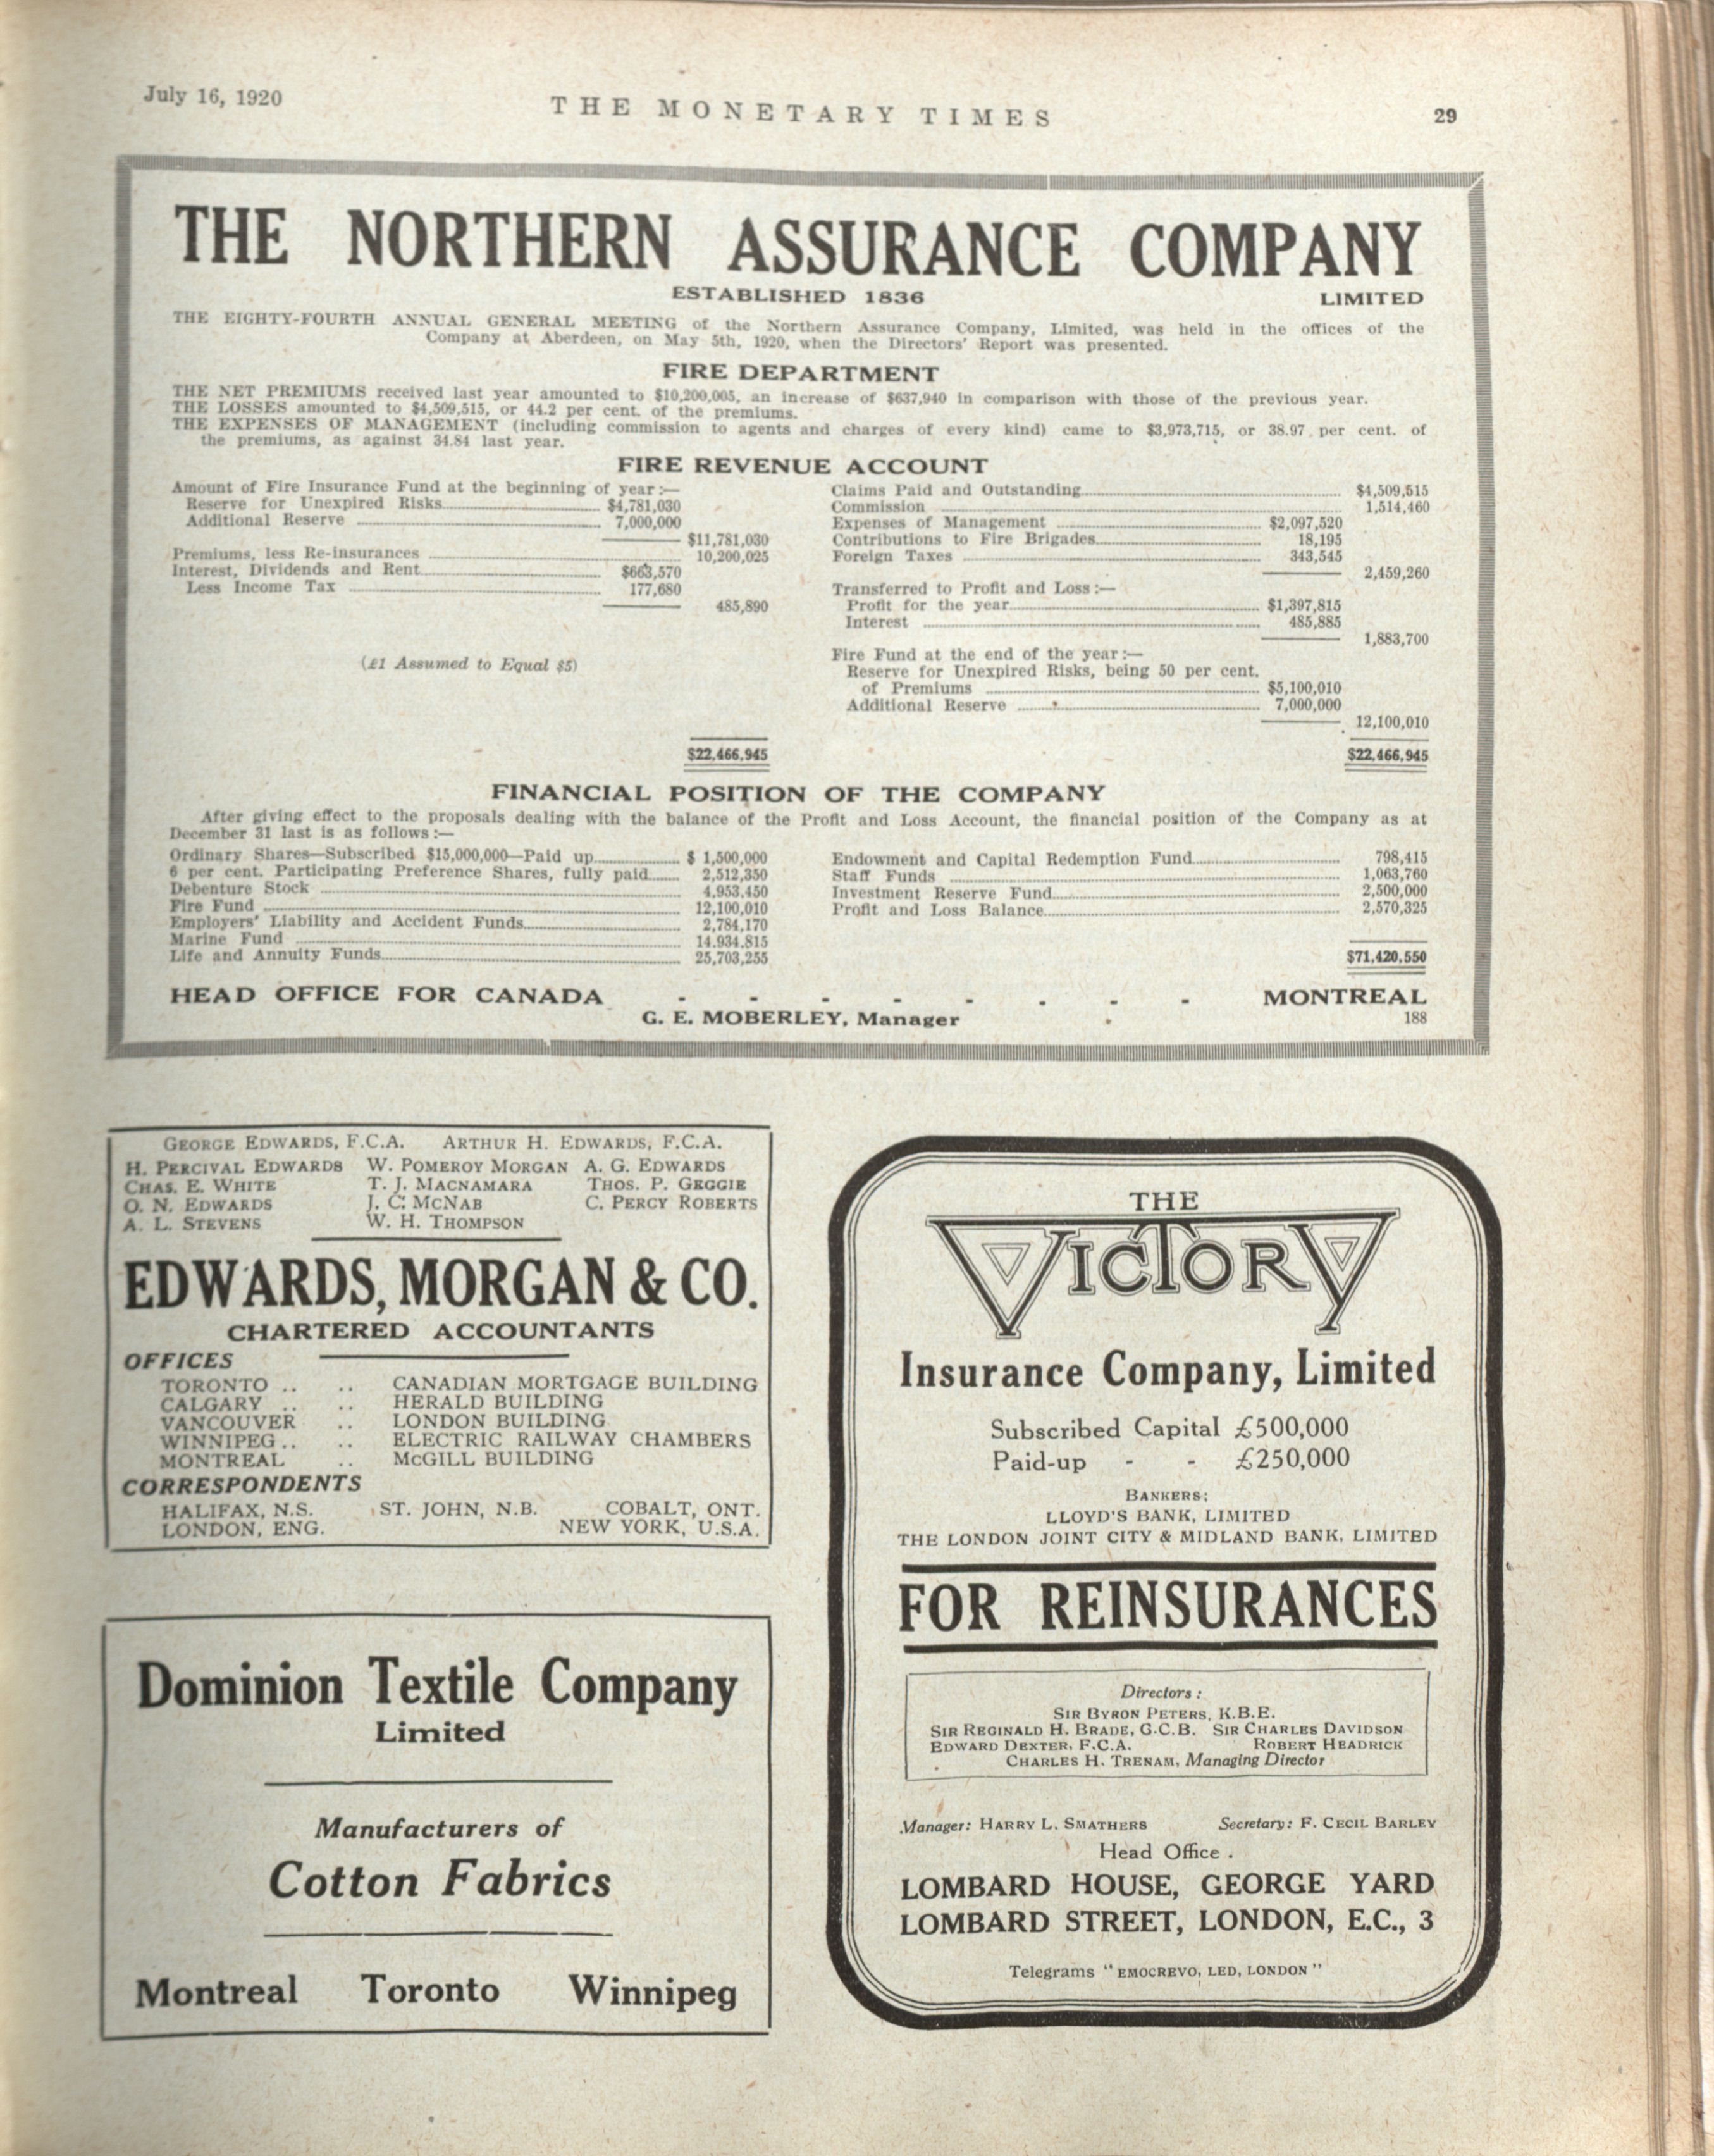 July 16, 1920
THE MONETARY TIMES
29
THE NORTHERN ASSURANCE COMPANY
ESTABLISHED 1836
LIMITED
THE EIGHTY-FOURTH ANNUAL GENERAL MEETING of the Northern Assurance Company, Limited, was held in the offices of the
Company at Aberdeen, on May 5th, 1920, when the Directors' Report was presented.
FIRE DEPARTMENT
THE NET PREMIUMS received last year amounted to $10,200,005, an increase of $637,940 in comparison with those of the previous year.
THE LOSSES amounted to $4,509,515, or 44.2 per cent. of the premiums.
THE EXPENSES OF MANAGEMENT (including commission to agents and charges of every kind) came to $3,973,715, or 38.97 per cent. of
the premiums, as against 34.84 last year.
FIRE REVENUE ACCOUNT
Amount of Fire Insurance Fund at the beginning of year:—
Reserve for Unexpired Risks $4,781,030
Additional Reserve 7,000,000
$11,781,030
Premiums, less Re-insurances 10,200,025
Interest, Dividends and Rent $663,570
Less Income Tax 177,680
485,890
(£1 Assumed to Equal $5)
$22,466,945
Claims Paid and Outstanding $4,509,515
Commission 1,514,460
Expenses of Management $2,097,520
Contributions to Fire Brigades 18,195
Foreign Taxes 343,545
2,459,260
Transferred to Profit and Loss:—
Profit for the year $1,397,815
Interest 485,885
1,883,700
Fire Fund at the end of the year:—
Reserve for Unexpired Risks, being 50 per cent.
of Premiums $5,100,010
Additional Reserve 7,000,000
12,100,010
$22,466,945
FINANCIAL POSITION OF THE COMPANY
After giving effect to the proposals dealing with the balance of the Profit and Loss Account, the financial position of the Company as at
December 31 last is as follows:—
Ordinary Shares—Subscribed $15,000,000—Paid up $ 1,500,000
6 per cent. Participating Preference Shares, fully paid 2,512,350
Debenture Stock 4,953,450
Fire Fund 12,100,010
Employers' Liability and Accident Funds 2,784,170
Marine Fund 14,934,815
Life and Annuity Funds 25,703,255
Endowment and Capital Redemption Fund 798,415
Staff Funds 1,063,760
Investment Reserve Fund 2,500,000
Profit and Loss Balance 2,570,325
$71,420,550
HEAD OFFICE FOR CANADA - - - - - - - - MONTREAL
G. E. MOBERLEY, Manager
188
GEORGE EDWARDS, F.C.A. ARTHUR H. EDWARDS, F.C.A.
H. PERCIVAL EDWARDS W. POMEROY MORGAN A. G. EDWARDS
CHAS. E. WHITE T. J. MACNAMARA THOS. P. GEGGIE
O. N. EDWARDS J. C. MCNAB C. PERCY ROBERTS
A. L. STEVENS W. H. THOMPSON
EDWARDS, MORGAN & CO.
CHARTERED ACCOUNTANTS
OFFICES
TORONTO .. .. CANADIAN MORTGAGE BUILDING
CALGARY .. .. HERALD BUILDING
VANCOUVER .. LONDON BUILDING
WINNIPEG .. .. ELECTRIC RAILWAY CHAMBERS
MONTREAL .. MCGILL BUILDING
CORRESPONDENTS
HALIFAX, N.S. ST. JOHN, N.B. COBALT, ONT.
LONDON, ENG. NEW YORK, U.S.A.
Dominion Textile Company
Limited
Manufacturers of
Cotton Fabrics
Montreal Toronto Winnipeg
THE
VICTORY
Insurance Company, Limited
Subscribed Capital £500,000
Paid-up - - £250,000
BANKERS:
LLOYD'S BANK, LIMITED
THE LONDON JOINT CITY & MIDLAND BANK, LIMITED
FOR REINSURANCES
Directors:
SIR BYRON PETERS, K.B.E.
SIR REGINALD H. BRADE, G.C.B. SIR CHARLES DAVIDSON
EDWARD DEXTER, F.C.A. ROBERT HEADRICK
CHARLES H. TRENAM, Managing Director
Manager: HARRY L. SMATHERS Secretary: F. CECIL BARLEY
Head Office.
LOMBARD HOUSE, GEORGE YARD
LOMBARD STREET, LONDON, E.C., 3
Telegrams "EMOCREVO, LED, LONDON"